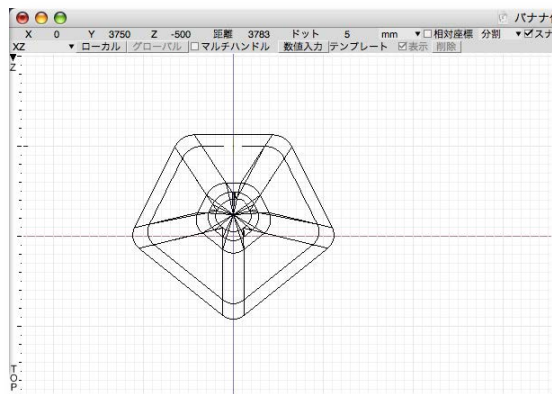 バナナ
X 0 Y 3750 Z -500 距離 3783 ドット 5 mm ▼ □相対座標 分割 ▼ ☑スナ
XZ ▼ ローカル グローバル □マルチハンドル 数値入力 テンプレート ☑表示 削除
Z
TOP